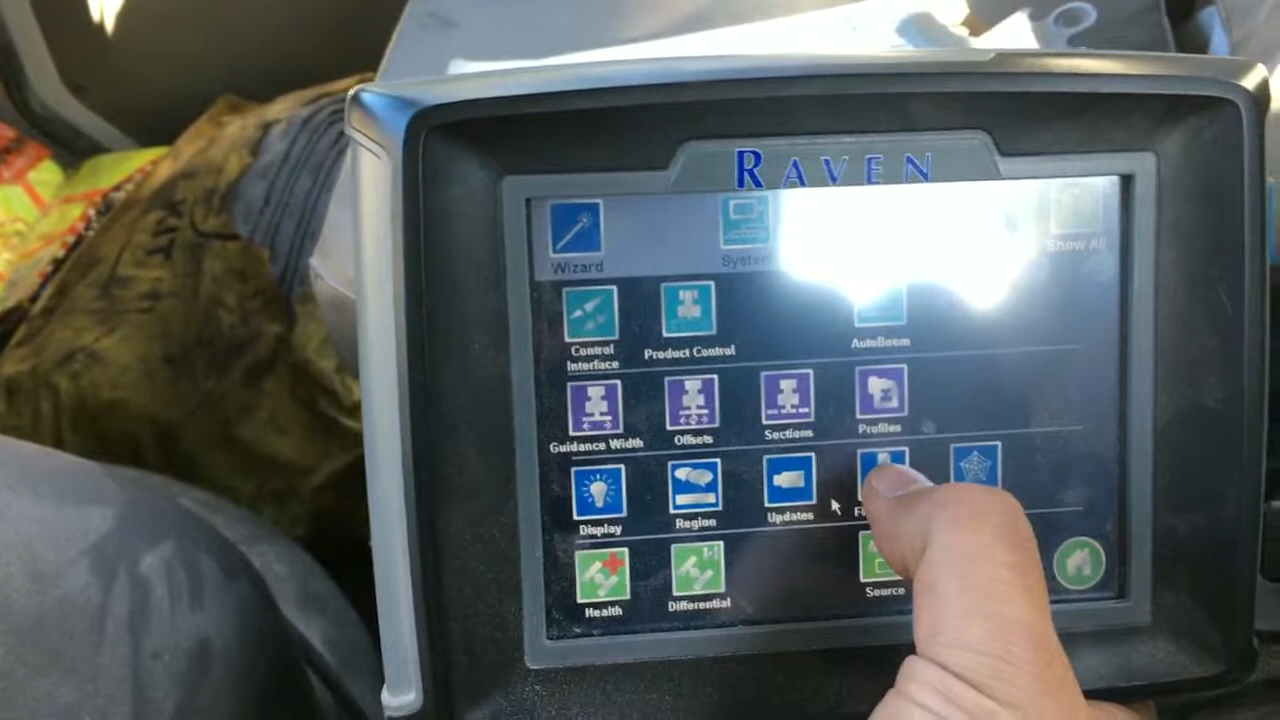 RAVEN
Wizard
System
Show All
Control
Interface
Product Control
AutoBoom
Guidance Width
Offsets
Sections
Profiles
Display
Region
Updates
Health
Differential
Source